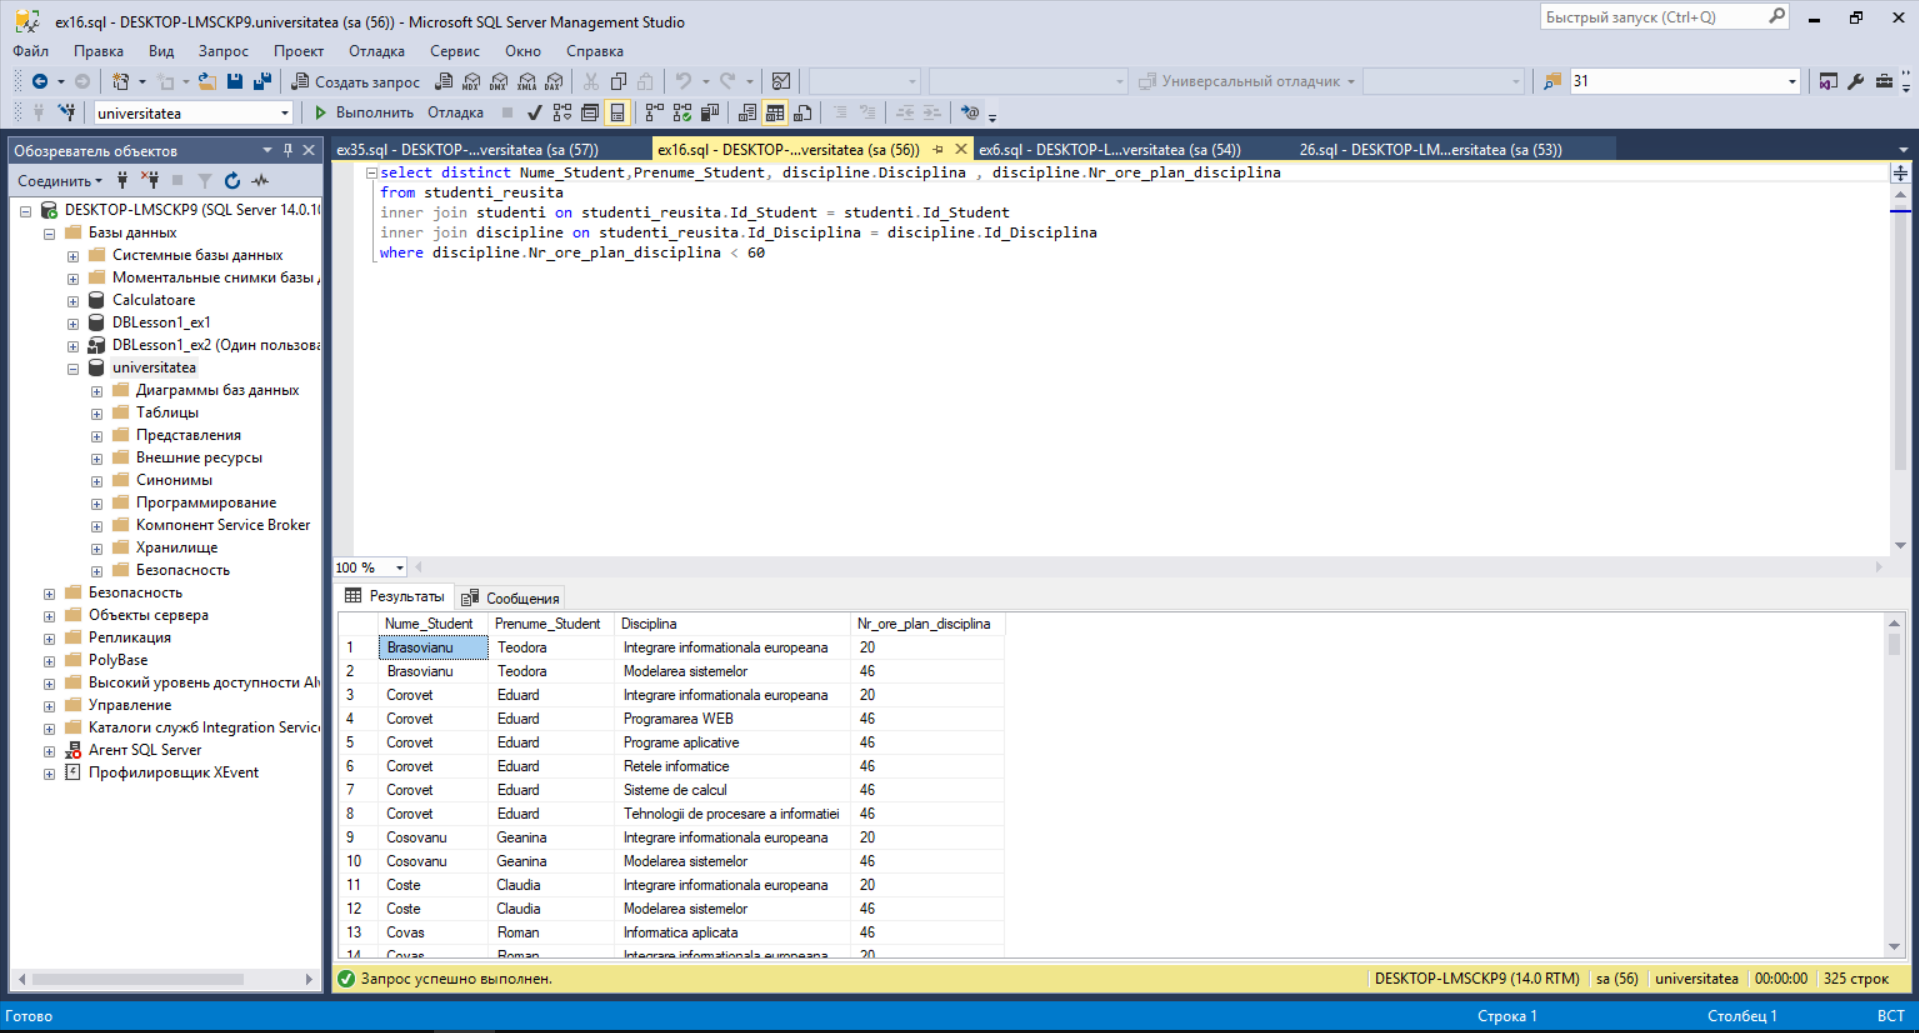 ex16.sql - DESKTOP-LMSCKP9.universitatea (sa (56)) - Microsoft SQL Server Management Studio
Быстрый запуск (Ctrl+Q)
Файл Правка Вид Запрос Проект Отладка Сервис Окно Справка
Создать запрос MDX DMX XMLA DAX Универсальный отладчик 31
universitatea Выполнить Отладка
Обозреватель объектов
Соединить
DESKTOP-LMSCKP9 (SQL Server 14.0.10
Базы данных
Системные базы данных
Моментальные снимки базы
Calculatoare
DBLesson1_ex1
DBLesson1_ex2 (Один пользова
universitatea
Диаграммы баз данных
Таблицы
Представления
Внешние ресурсы
Синонимы
Программирование
Компонент Service Broker
Хранилище
Безопасность
Безопасность
Объекты сервера
Репликация
PolyBase
Высокий уровень доступности Al
Управление
Каталоги служб Integration Servic
Агент SQL Server
Профилировщик XEvent
ex35.sql - DESKTOP-...versitatea (sa (57)) ex16.sql - DESKTOP-...versitatea (sa (56)) ex6.sql - DESKTOP-L...versitatea (sa (54)) 26.sql - DESKTOP-LM...ersitatea (sa (53))
select distinct Nume_Student,Prenume_Student, discipline.Disciplina , discipline.Nr_ore_plan_disciplina
from studenti_reusita
inner join studenti on studenti_reusita.Id_Student = studenti.Id_Student
inner join discipline on studenti_reusita.Id_Disciplina = discipline.Id_Disciplina
where discipline.Nr_ore_plan_disciplina < 60
100 %
Результаты Сообщения
Nume_Student Prenume_Student Disciplina Nr_ore_plan_disciplina
1 Brasovianu Teodora Integrare informationala europeana 20
2 Brasovianu Teodora Modelarea sistemelor 46
3 Corovet Eduard Integrare informationala europeana 20
4 Corovet Eduard Programarea WEB 46
5 Corovet Eduard Programe aplicative 46
6 Corovet Eduard Retele informatice 46
7 Corovet Eduard Sisteme de calcul 46
8 Corovet Eduard Tehnologii de procesare a informatiei 46
9 Cosovanu Geanina Integrare informationala europeana 20
10 Cosovanu Geanina Modelarea sistemelor 46
11 Coste Claudia Integrare informationala europeana 20
12 Coste Claudia Modelarea sistemelor 46
13 Covas Roman Informatica aplicata 46
14 Covas Roman Integrare informationala europeana 20
Запрос успешно выполнен. DESKTOP-LMSCKP9 (14.0 RTM) sa (56) universitatea 00:00:00 325 строк
Готово Строка 1 Столбец 1 ВСТ